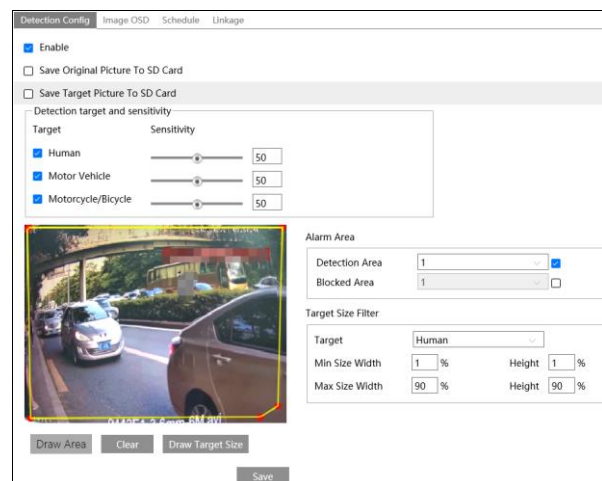 Detection Config Image OSD Schedule Linkage
Enable
Save Original Picture To SD Card
Save Target Picture To SD Card
Detection target and sensitivity
Target Sensitivity
Human 50
Motor Vehicle 50
Motorcycle/Bicycle 50
Alarm Area
Detection Area 1
Blocked Area 1
Target Size Filter
Target Human
Min Size Width 1 % Height 1 %
Max Size Width 90 % Height 90 %
Draw Area Clear Draw Target Size
Save